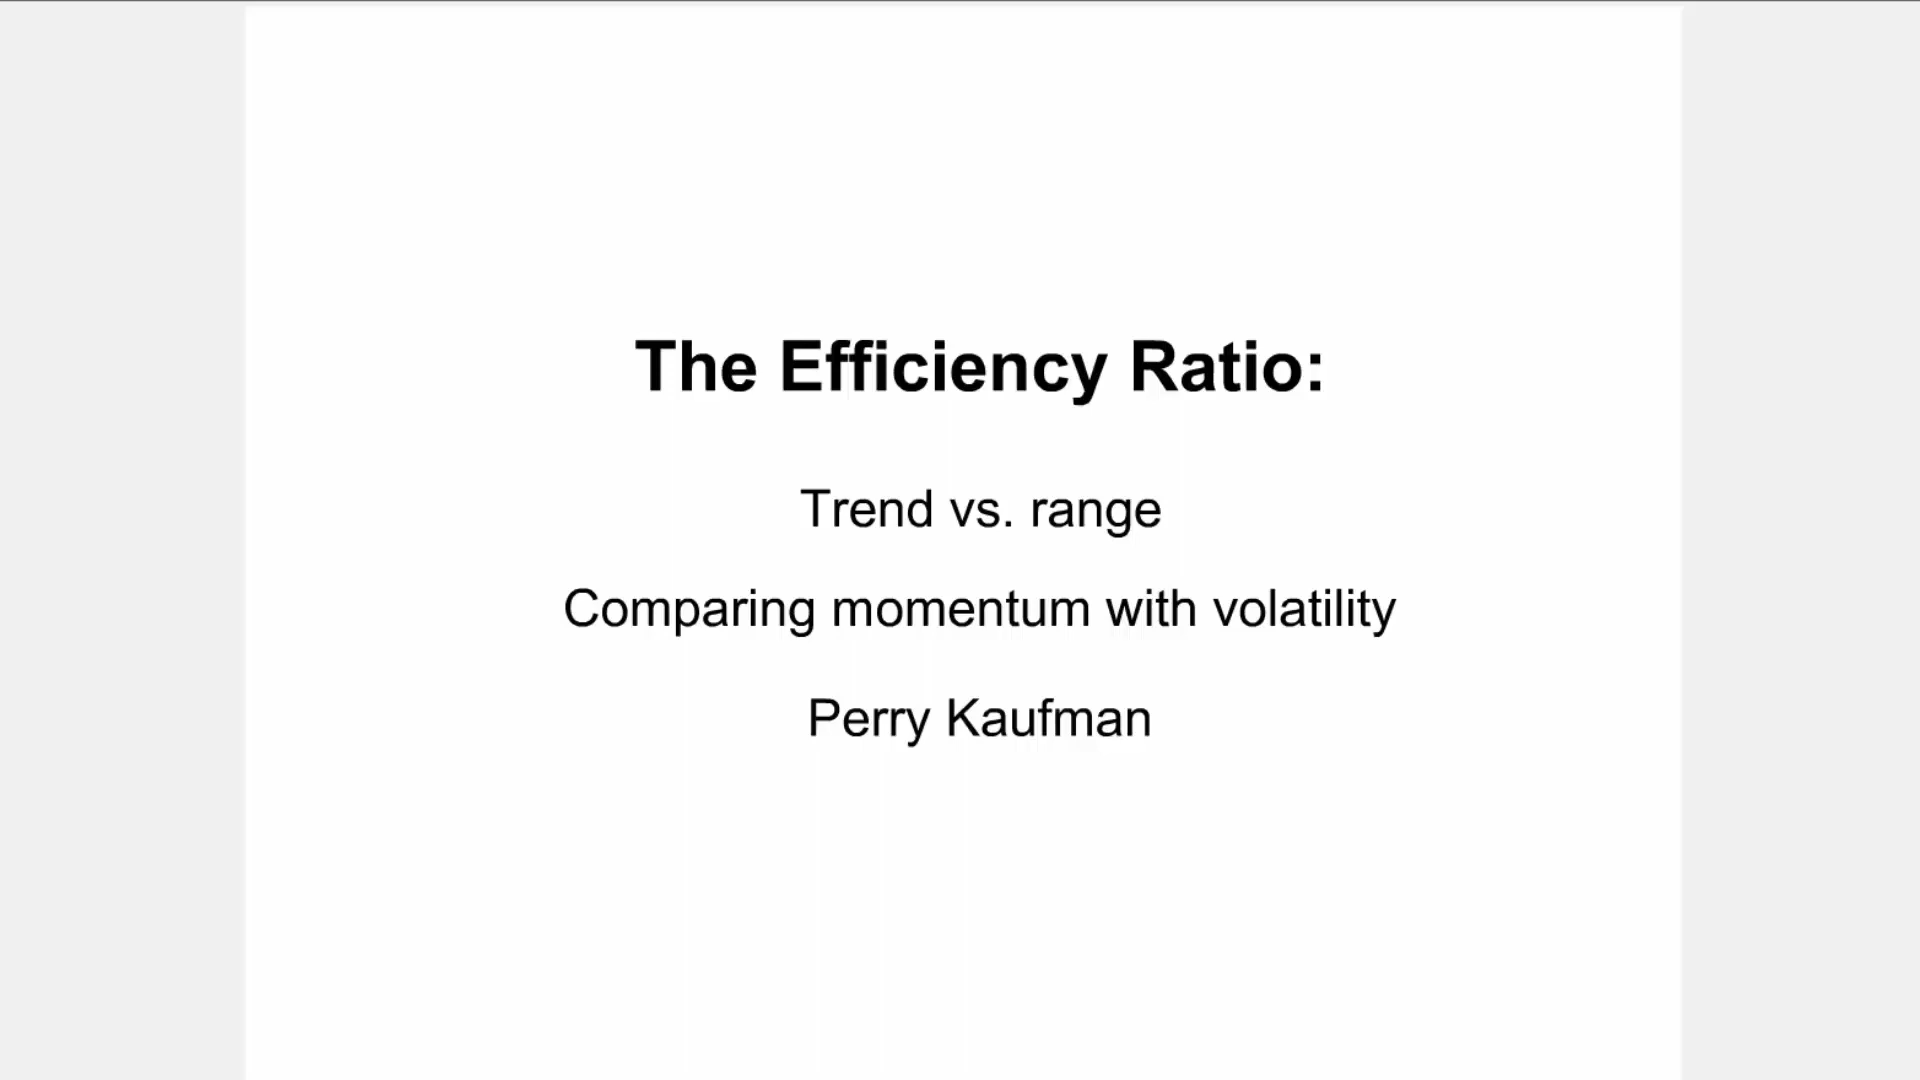 The Efficiency Ratio:
Trend vs. range
Comparing momentum with volatility
Perry Kaufman